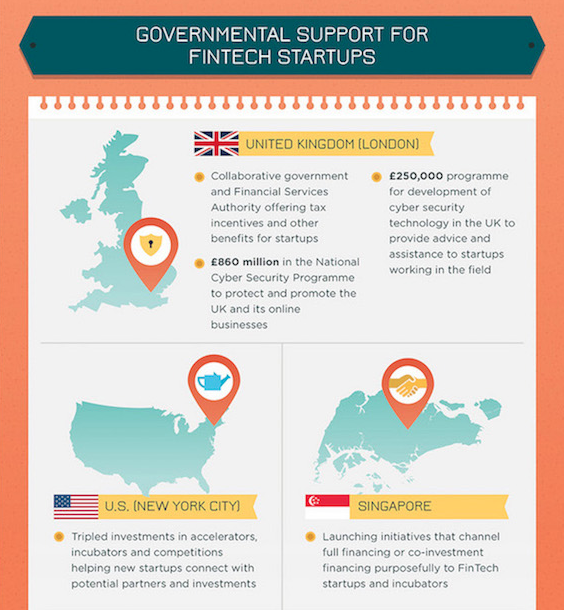 GOVERNMENTAL SUPPORT FOR
FINTECH STARTUPS
UNITED KINGDOM (LONDON)
Collaborative government
and Financial Services
Authority offering tax
incentives and other
benefits for startups
£860 million in the National
Cyber Security Programme
to protect and promote the
UK and its online
businesses
£250,000 programme
for development of
cyber security
technology in the UK to
provide advice and
assistance to startups
working in the field
U.S. (NEW YORK CITY)
Tripled investments in accelerators,
incubators and competitions
helping new startups connect with
potential partners and investments
SINGAPORE
Launching initiatives that channel
full financing or co-investment
financing purposefully to FinTech
startups and incubators